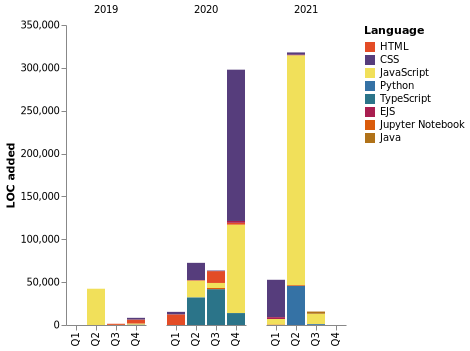 2019 2020 2021
350,000
300,000
250,000
200,000
150,000
100,000
50,000
0
LOC added
Q1 Q2 Q3 Q4 Q1 Q2 Q3 Q4 Q1 Q2 Q3 Q4
Language
HTML
CSS
JavaScript
Python
TypeScript
EJS
Jupyter Notebook
Java